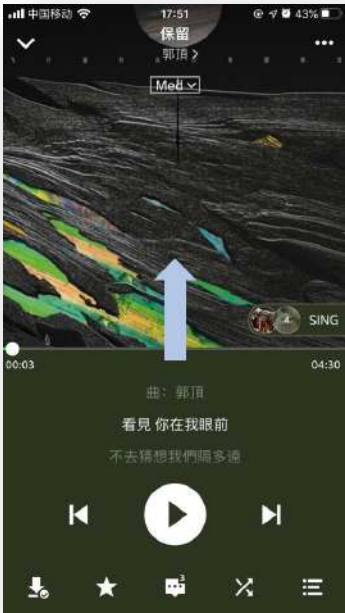 中国移动 17:51 43%
保留
郭頂
Med
SING
00:03 04:30
曲：郭頂
看見 你在我眼前
不去猜想我們隔多遠
3